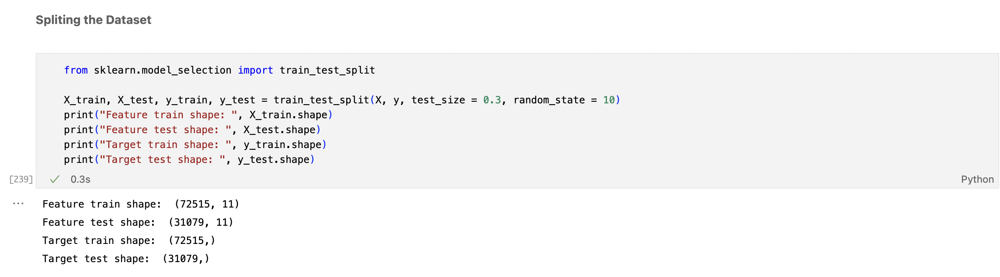 Spliting the Dataset
from sklearn.model_selection import train_test_split
X_train, X_test, y_train, y_test = train_test_split(X, y, test_size = 0.3, random_state = 10)
print("Feature train shape: ", X_train.shape)
print("Feature test shape: ", X_test.shape)
print("Target train shape: ", y_train.shape)
print("Target test shape: ", y_test.shape)
[239] ✓ 0.3s Python
... Feature train shape:  (72515, 11)
Feature test shape:  (31079, 11)
Target train shape:  (72515,)
Target test shape:  (31079,)